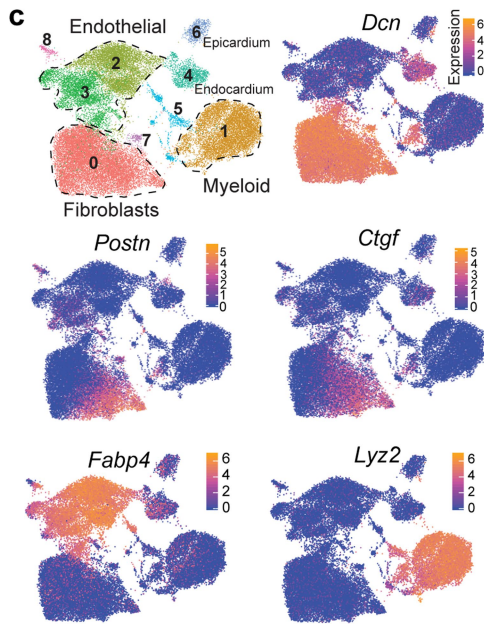 c
Endothelial
8
6
Epicardium
2
4
3
Endocardium
5
1
7
0
Myeloid
Fibroblasts
Dcn
Expression
6
4
2
0
Postn
5
4
3
2
1
0
Ctgf
5
4
3
2
1
0
Fabp4
6
4
2
0
Lyz2
6
4
2
0